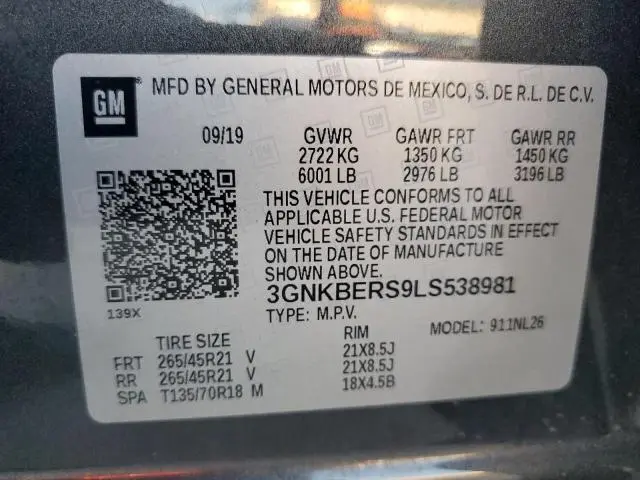 GM
MFD BY GENERAL MOTORS DE MEXICO, S. DE R.L. DE C.V.
09/19 GVWR GAWR FRT GAWR RR
2722 KG 1350 KG 1450 KG
6001 LB 2976 LB 3196 LB
THIS VEHICLE CONFORMS TO ALL
APPLICABLE U.S. FEDERAL MOTOR
VEHICLE SAFETY STANDARDS IN EFFECT
ON THE DATE OF MANUFACTURE
SHOWN ABOVE.
3GNKBERS9LS538981
139X
TYPE: M.P.V. MODEL: 911NL26
TIRE SIZE RIM
FRT 265/45R21 V 21X8.5J
RR 265/45R21 V 21X8.5J
SPA T135/70R18 M 18X4.5B